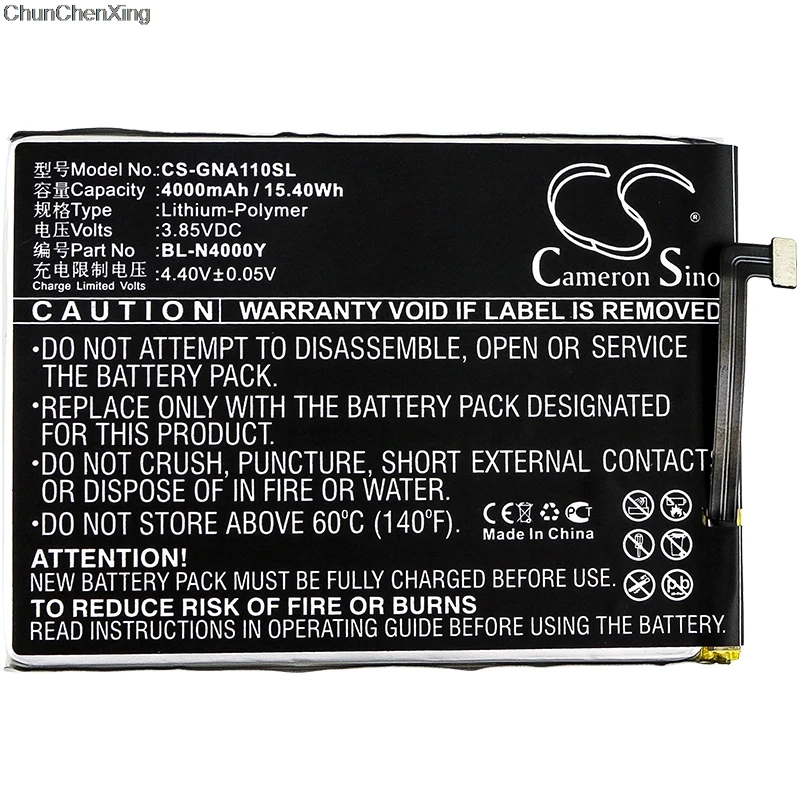 ChunChenXing
型号Model No.:CS-GNA110SL
容量Capacity :4000mAh / 15.40Wh
规格Type :Lithium-Polymer
电压Volts :3.85VDC
编号Part No :BL-N4000Y
充电限制电压:4.40V±0.05V
Charge Limited Volts
CS
®
Cameron Sino
CAUTION WARRANTY VOID IF LABEL IS REMOVED
•DO NOT ATTEMPT TO DISASSEMBLE, OPEN OR SERVICE
THE BATTERY PACK.
•REPLACE ONLY WITH THE BATTERY PACK DESIGNATED
FOR THIS PRODUCT.
•DO NOT CRUSH, PUNCTURE, SHORT EXTERNAL CONTACTS
OR DISPOSE OF IN FIRE OR WATER.
•DO NOT STORE ABOVE 60ºC (140ºF).
CE PCT
Made In China
Pb
ATTENTION!
NEW BATTERY PACK MUST BE FULLY CHARGED BEFORE USE.
TO REDUCE RISK OF FIRE OR BURNS
READ INSTRUCTIONS IN OPERATING GUIDE BEFORE USING THE BATTERY.